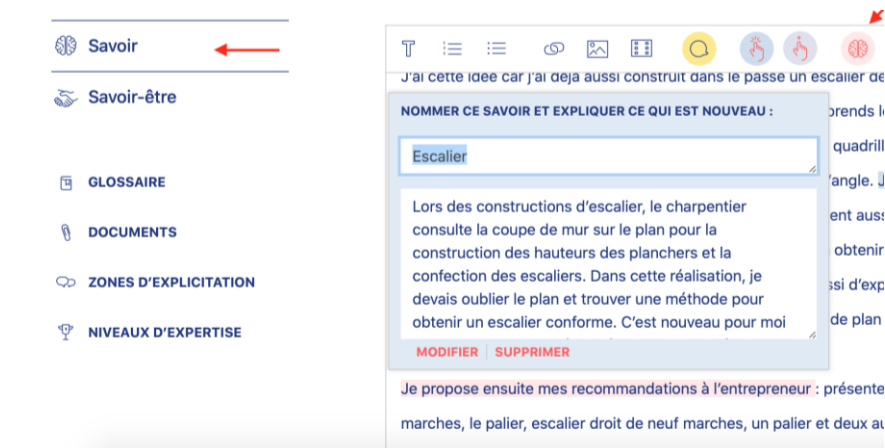 Savoir
Savoir-être
GLOSSAIRE
DOCUMENTS
ZONES D'EXPLICITATION
NIVEAUX D'EXPERTISE
T
J'ai cette idée car j'ai déjà aussi construit dans le passé un escalier de
NOMMER CE SAVOIR ET EXPLIQUER CE QUI EST NOUVEAU :
Escalier
Lors des constructions d'escalier, le charpentier
consulte la coupe de mur sur le plan pour la
construction des hauteurs des planchers et la
confection des escaliers. Dans cette réalisation, je
devais oublier le plan et trouver une méthode pour
obtenir un escalier conforme. C'est nouveau pour moi
MODIFIER
SUPPRIMER
quadrill
'angle. J
ent auss
obtenir
de plan
Je propose ensuite mes recommandations à l'entrepreneur : présente
marches, le palier, escalier droit de neuf marches, un palier et deux au